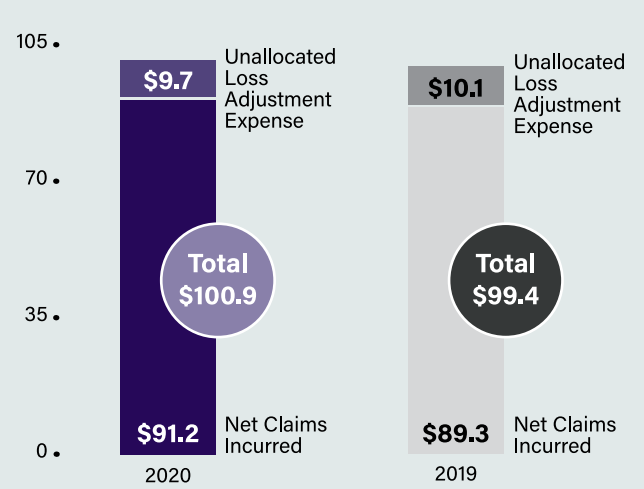 105
70
35
0
$9.7
Unallocated
Loss
Adjustment
Expense
Total
$100.9
$91.2
Net Claims
Incurred
2020
$10.1
Unallocated
Loss
Adjustment
Expense
Total
$99.4
$89.3
Net Claims
Incurred
2019